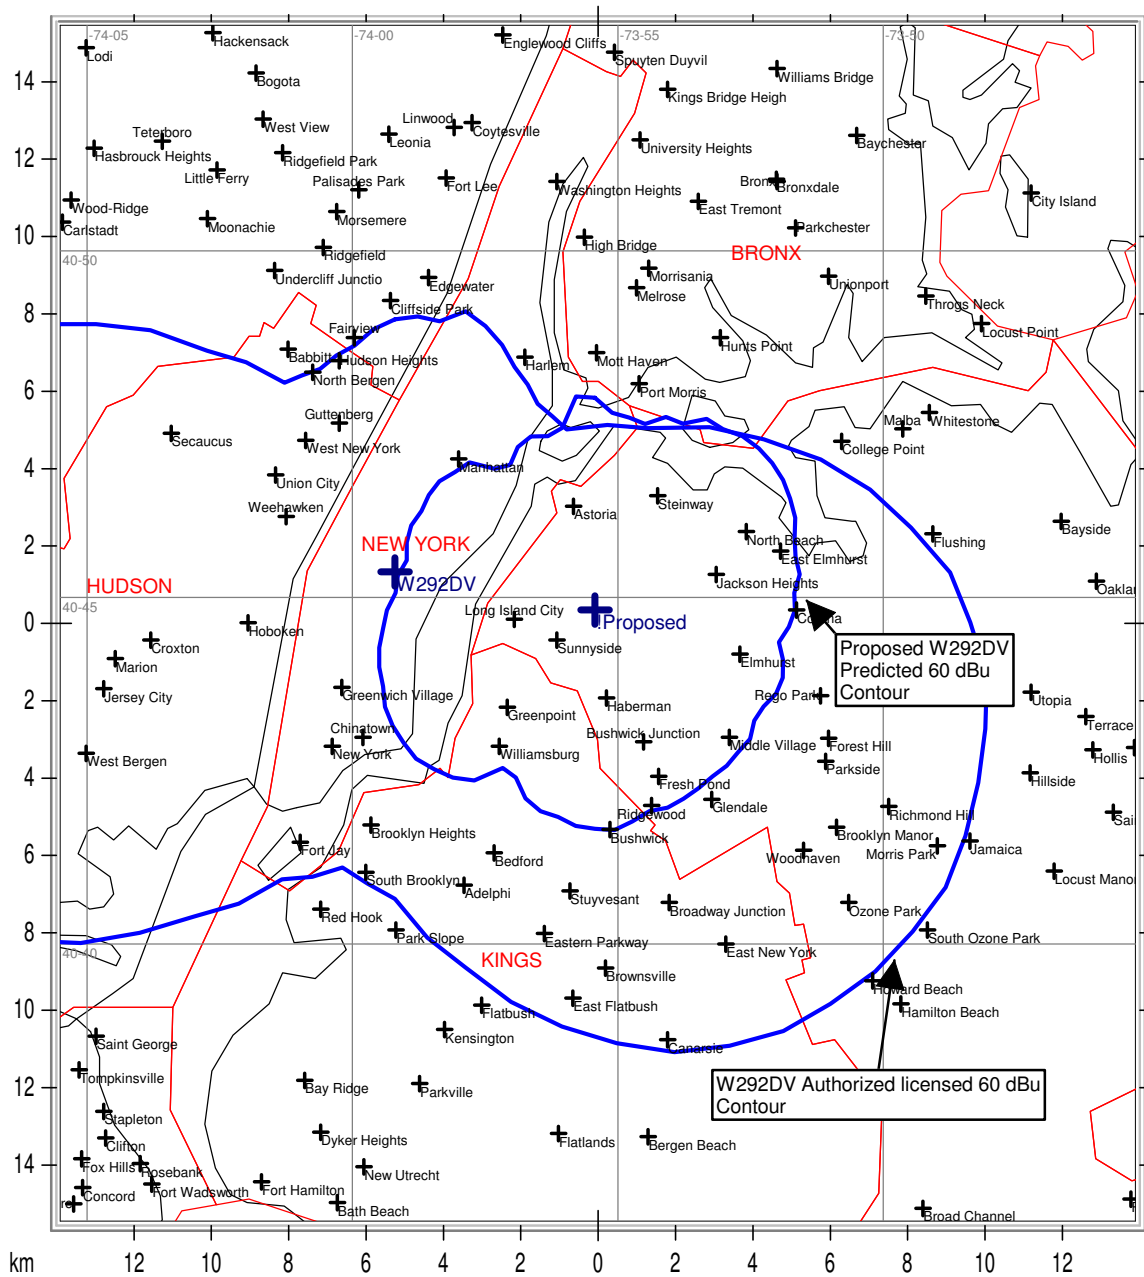 -74-05
-74-00
-73-55
-73-50
Lodi
Hackensack
Englewood Cliffs
Spuyten Duyvil
Bogota
Williams Bridge
14
Kings Bridge Heigh
West View
Linwood
Coytesville
Teterboro
Leonia
University Heights
Baychester
12
Hasbrouck Heights
Ridgefield Park
Little Ferry
Palisades Park
Fort Lee
Washington Heights
Bronx
Bronxdale
Wood-Ridge
East Tremont
City Island
Carlstadt
Moonachie
Morsemere
Parkchester
10
High Bridge
BRONX
40-50
Ridgefield
Undercliff Junctio
Edgewater
Morrisania
Melrose
Unionport
8
Cliffside Park
Throgs Neck
Fairview
Locust Point
Babbitt
Hudson Heights
Harlem
Mott Haven
Hunts Point
North Bergen
6
Port Morris
Guttenberg
Malba
Whitestone
Secaucus
West New York
College Point
4
Manhattan
Union City
Weehawken
Astoria
Steinway
North Beach
Flushing
Bayside
2
NEW YORK
East Elmhurst
W292DV
Jackson Heights
HUDSON
Oaklan
40-45
Long Island City
!Proposed
Corona
0
Hoboken
Croxton
Sunnyside
Elmhurst
Proposed W292DV
Predicted 60 dBu
Contour
Marion
Jersey City
Greenwich Village
Haberman
Rego Park
Utopia
2
Greenpoint
Terrace
Chinatown
Bushwick Junction
New York
Williamsburg
Middle Village
Forest Hill
Hollis
West Bergen
Parkside
4
Fresh Pond
Hillside
Ridgewood
Glendale
Richmond Hill
Sai
Brooklyn Heights
Bushwick
Brooklyn Manor
Fort Jay
Bedford
Woodhaven
Morris Park
Jamaica
6
South Brooklyn
Adelphi
Stuyvesant
Locust Mano
Red Hook
Broadway Junction
Ozone Park
8
Park Slope
Eastern Parkway
East New York
South Ozone Park
40-40
KINGS
Brownsville
Howard Beach
10
Flatbush
East Flatbush
Hamilton Beach
Saint George
Kensington
Canarsie
Tompkinsville
Bay Ridge
Parkville
W292DV Authorized licensed 60 dBu
Contour
12
Stapleton
Clifton
Dyker Heights
Flatlands
Bergen Beach
14
Fox Hills
Rosebank
New Utrecht
Concord
Fort Wadsworth
Fort Hamilton
Bath Beach
Broad Channel
km 12 10 8 6 4 2 0 2 4 6 8 10 12